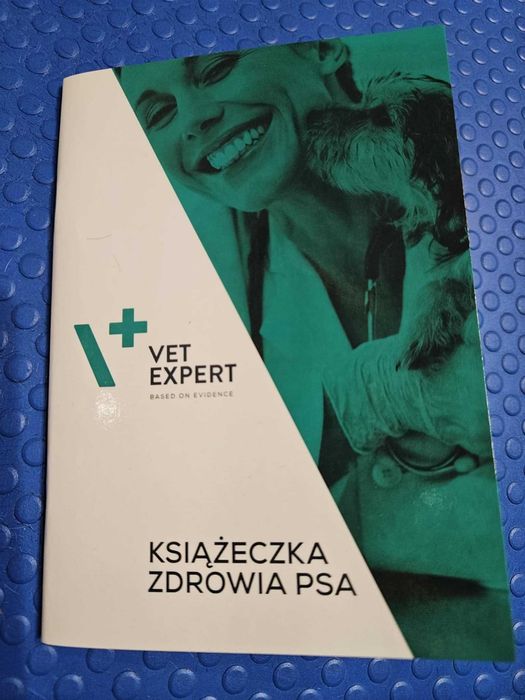 VET
EXPERT
BASED ON EVIDENCE
KSIĄŻECZKA
ZDROWIA PSA